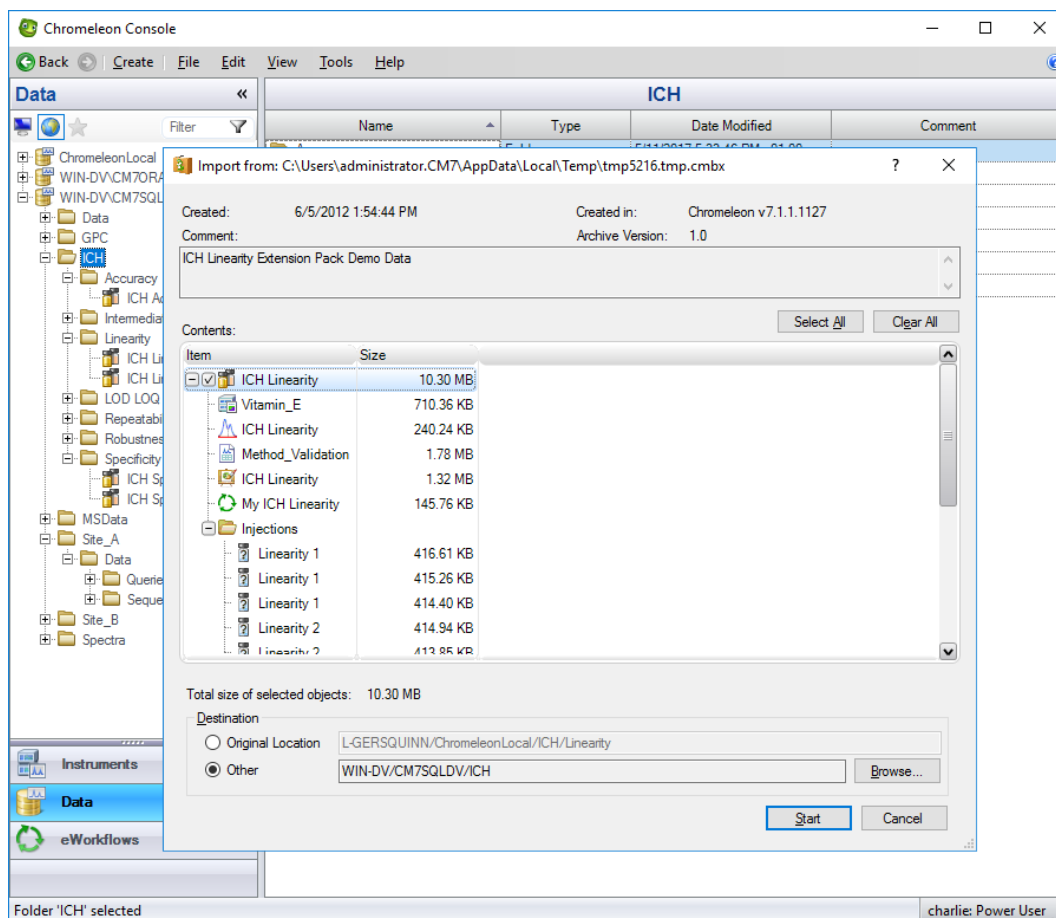 Chromeleon Console
Back Create File Edit View Tools Help
Data «
ICH
Filter
Name Type Date Modified Comment
ChromeleonLocal
WIN-DV\CM7ORA
WIN-DV\CM7SQL
Data
GPC
ICH
Accuracy
ICH Ac
Intermedia
Linearity
ICH Li
ICH Li
LOD LOQ
Repeatabi
Robustnes
Specificity
ICH Sp
ICH Sp
MSData
Site_A
Data
Querie
Seque
Site_B
Spectra
Instruments
Data
eWorkflows
Import from: C:\Users\administrator.CM7\AppData\Local\Temp\tmp5216.tmp.cmbx ?
Created: 6/5/2012 1:54:44 PM Created in: Chromeleon v7.1.1.1127
Comment: Archive Version: 1.0
ICH Linearity Extension Pack Demo Data
Contents: Select All Clear All
Item Size
ICH Linearity 10.30 MB
Vitamin_E 710.36 KB
ICH Linearity 240.24 KB
Method_Validation 1.78 MB
ICH Linearity 1.32 MB
My ICH Linearity 145.76 KB
Injections
Linearity 1 416.61 KB
Linearity 1 415.26 KB
Linearity 1 414.40 KB
Linearity 2 414.94 KB
Linearity 2 413.85 KB
Total size of selected objects: 10.30 MB
Destination
Original Location L-GERSQUINN/ChromeleonLocal/ICH/Linearity
Other WIN-DV/CM7SQLDV/ICH Browse...
Start Cancel
Folder 'ICH' selected charlie: Power User